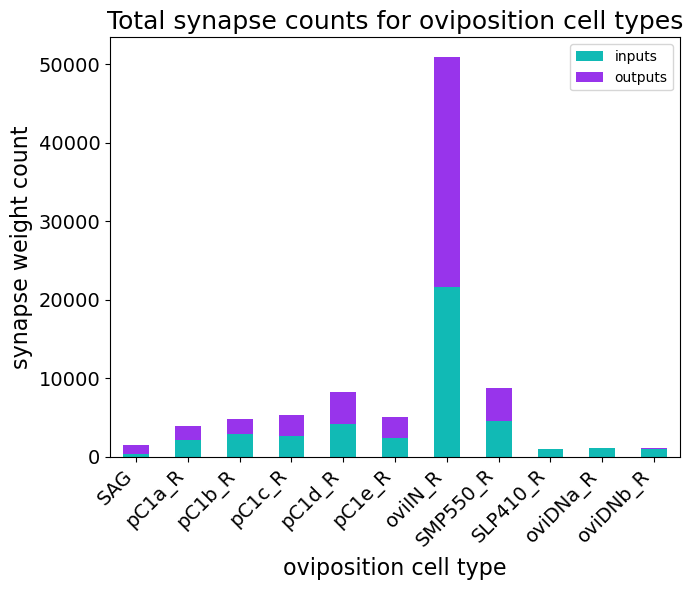 Total synapse counts for oviposition cell types
inputs
outputs
50000
40000
30000
20000
10000
0
synapse weight count
SAG
pC1a_R
pC1b_R
pC1c_R
pC1d_R
pC1e_R
oviIN_R
SMP550_R
SLP410_R
oviDNa_R
oviDNb_R
oviposition cell type